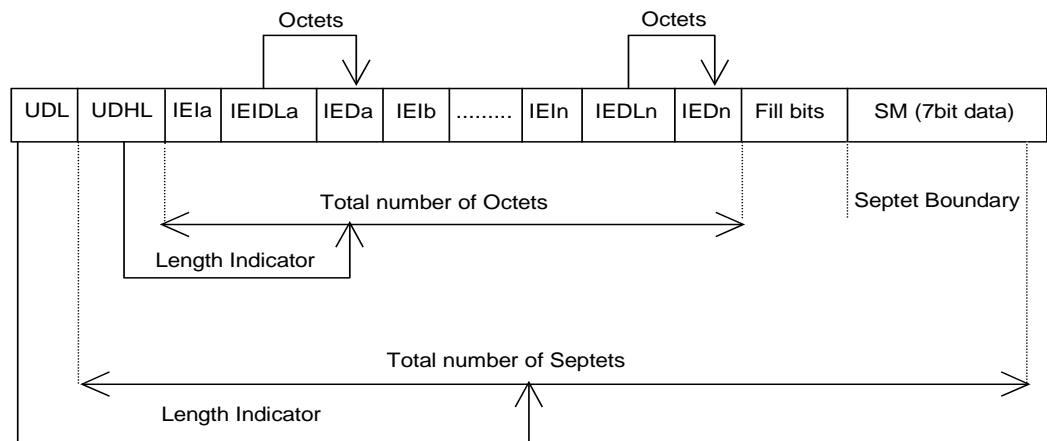 Octets Octets
UDL UDHL IEIa IEIDLa IEDa IEIb ......... IEIn IEDLn IEDn Fill bits SM (7bit data)
Total number of Octets
Septet Boundary
Length Indicator
Total number of Septets
Length Indicator